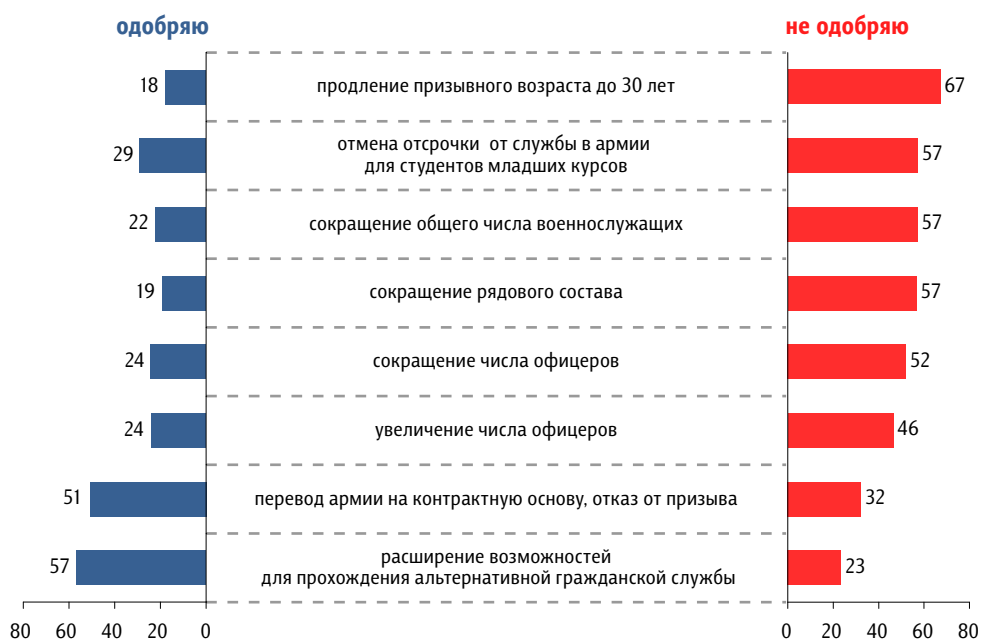 одобряю
не одобряю
18 продление призывного возраста до 30 лет 67
отмена отсрочки от службы в армии
29 57
для студентов младших курсов
22 сокращение общего числа военнослужащих 57
19 сокращение рядового состава 57
24 сокращение числа офицеров 52
24 увеличение числа офицеров 46
51 перевод армии на контрактную основу, отказ от призыва 32
расширение возможностей
57 23
для прохождения альтернативной гражданской службы
80 60 40 20 0 0 20 40 60 80